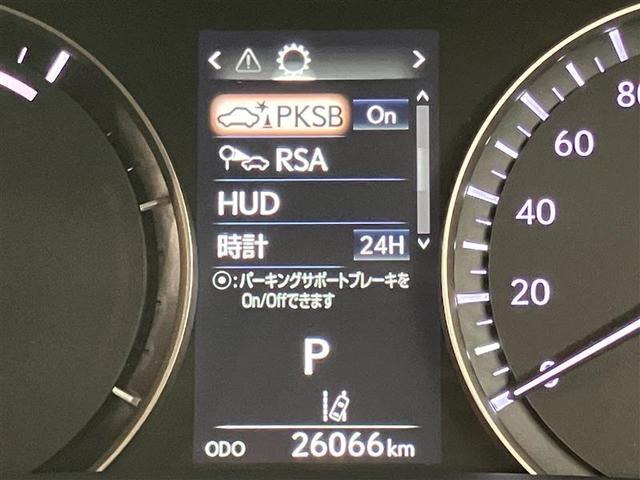 PKSB On
RSA
HUD
時計 24H
⦿:パーキングサポートブレーキを
On/Offできます
P
ODO 26066km
80
60
40
20
0